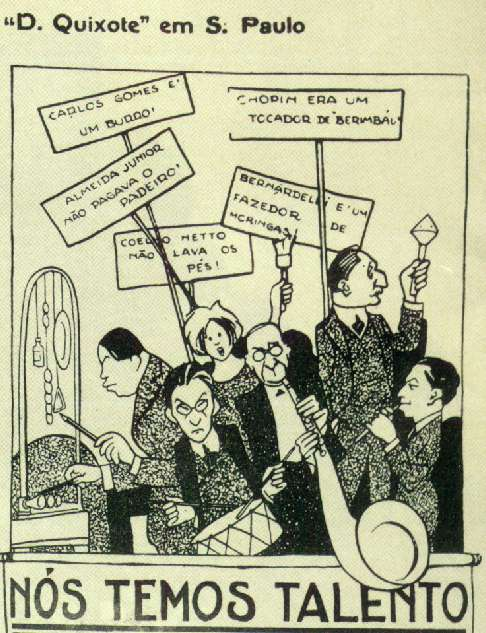 “D. Quixote” em S. Paulo
CARLOS GOMES E'
UM BURRO!
CHOPIN ERA UM
TOCADOR DE BERIMBÁU
ALMEIDA JUNIOR
NÃO PAGAVA O
PADEIRO!
BERNARDELLI E' UM
FAZEDOR
DE
MORINGAS!
COELHO NETTO
NÃO LAVA OS
PÉS!
NÓS TEMOS TALENTO